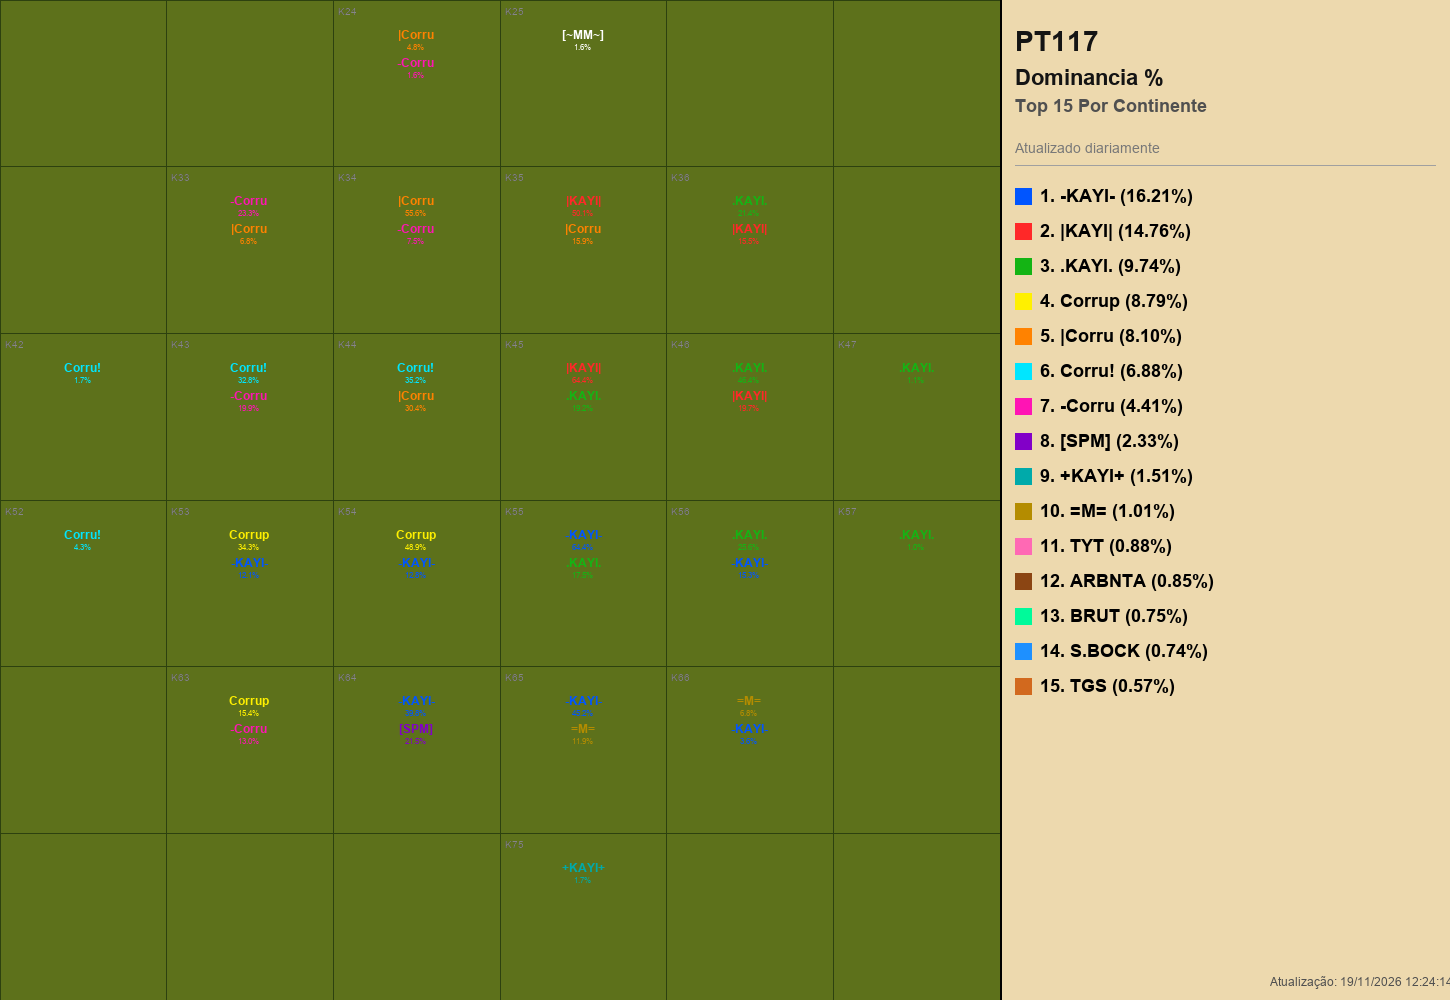 K24
|Corru
4.8%
-Corru
K25
[~MM~]
1.6%
K33
-Corru
|Corru
6.8%
K34
|Corru
55.6%
-Corru
K35
|KAYI|
|Corru
15.9%
K36
.KAYI.
|KAYI|
K42
Corru!
1.7%
K43
Corru!
32.8%
-Corru
K44
Corru!
35.2%
|Corru
30.4%
K45
|KAYI|
.KAYI.
K46
.KAYI.
|KAYI|
K47
.KAYI.
K52
Corru!
4.3%
K53
Corrup
34.3%
-KAYI-
K54
Corrup
48.9%
-KAYI-
K55
-KAYI-
.KAYI.
K56
.KAYI.
-KAYI-
K57
.KAYI.
K63
Corrup
15.4%
-Corru
K64
-KAYI-
[SPM]
21.5%
K65
-KAYI-
=M=
11.9%
K66
=M=
6.8%
-KAYI-
K75
+KAYI+
PT117
Dominancia %
Top 15 Por Continente
Atualizado diariamente
1. -KAYI- (16.21%)
2. |KAYI| (14.76%)
3. .KAYI. (9.74%)
4. Corrup (8.79%)
5. |Corru (8.10%)
6. Corru! (6.88%)
7. -Corru (4.41%)
8. [SPM] (2.33%)
9. +KAYI+ (1.51%)
10. =M= (1.01%)
11. TYT (0.88%)
12. ARBNTA (0.85%)
13. BRUT (0.75%)
14. S.BOCK (0.74%)
15. TGS (0.57%)
Atualização: 19/11/2026 12:24:14